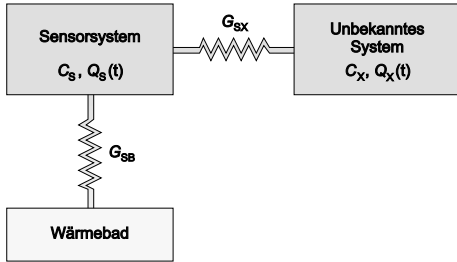 Sensorsystem
C_S, Q_S(t)
G_SX
Unbekanntes
System
C_X, Q_X(t)
G_SB
Wärmebad